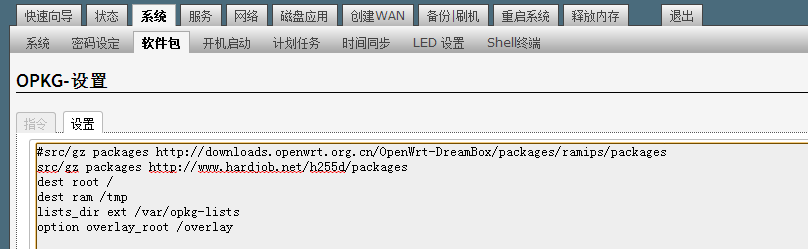 快速向导 状态 系统 服务 网络 磁盘应用 创建WAN 备份|刷机 重启系统 释放内存 退出
系统 密码设定 软件包 开机启动 计划任务 时间同步 LED 设置 Shell终端
OPKG-设置
指令 设置
#src/gz packages http://downloads.openwrt.org.cn/OpenWrt-DreamBox/packages/ramips/packages
src/gz packages http://www.hardjob.net/h255d/packages
dest root /
dest ram /tmp
lists_dir ext /var/opkg-lists
option overlay_root /overlay